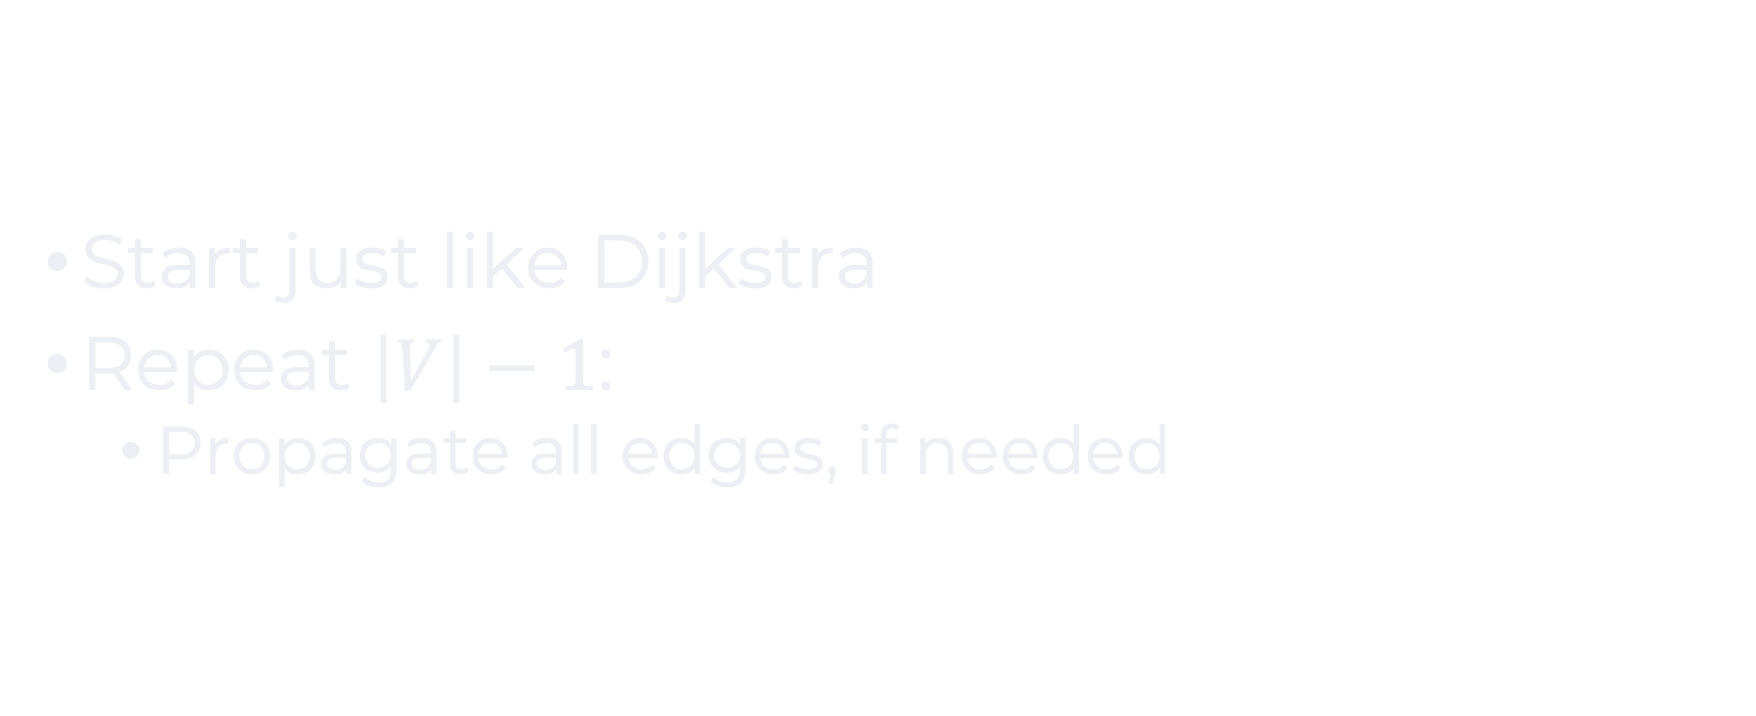 • Start just like Dijkstra
• Repeat |V| − 1:
• Propagate all edges, if needed